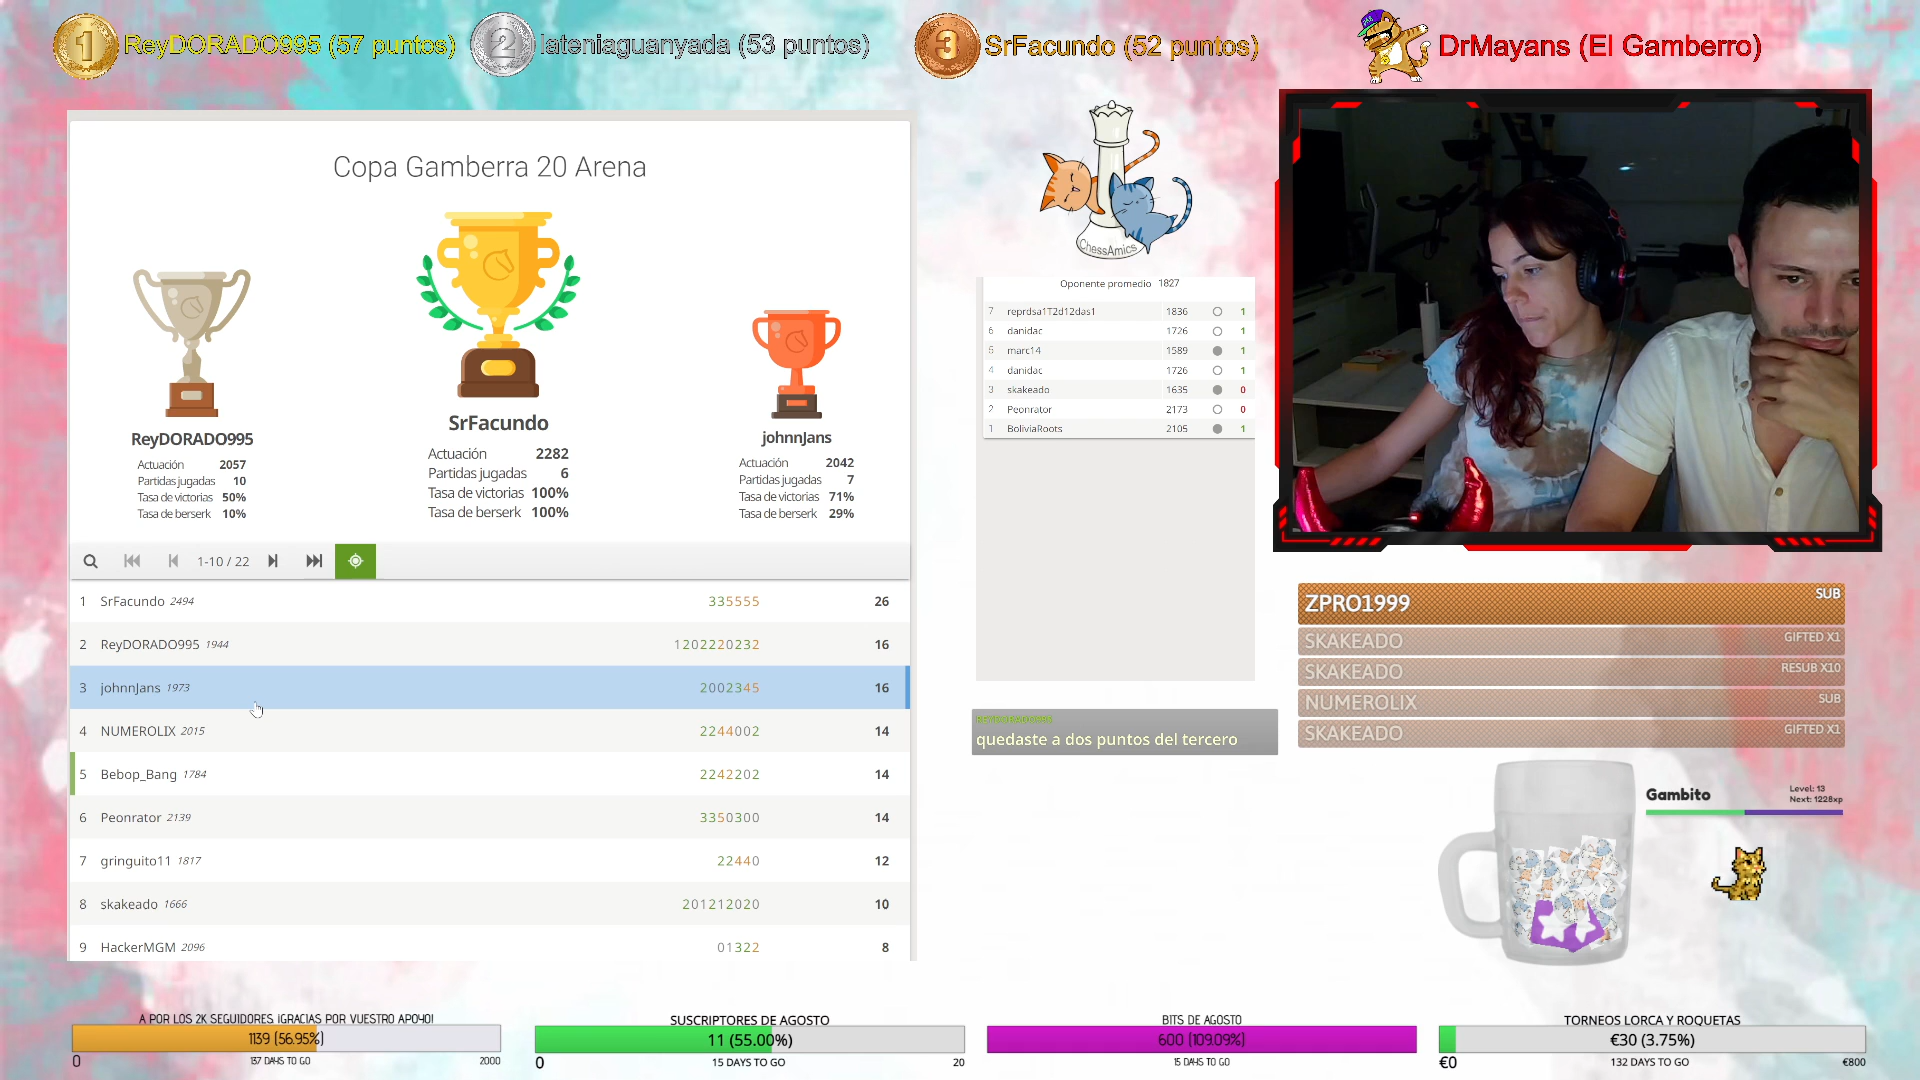 ReyDORADO995 (57 puntos)
lateniaguanyada (53 puntos)
SrFacundo (52 puntos)
DrMayans (El Gamberro)
Copa Gamberra 20 Arena
ReyDORADO995
Actuación 2057
Partidas jugadas 10
Tasa de victorias 50%
Tasa de berserk 10%
SrFacundo
Actuación 2282
Partidas jugadas 6
Tasa de victorias 100%
Tasa de berserk 100%
johnnJans
Actuación 2042
Partidas jugadas 7
Tasa de victorias 71%
Tasa de berserk 29%
1-10 / 22
1 SrFacundo 2494 335555 26
2 ReyDORADO995 1944 1202220232 16
3 johnnJans 1973 2002345 16
4 NUMEROLIX 2015 2244002 14
5 Bebop_Bang 1784 2242202 14
6 Peonrator 2139 3350300 14
7 gringuito11 1817 22440 12
8 skakeado 1666 201212020 10
9 HackerMGM 2096 01322 8
ChessAmics
Oponente promedio 1827
7 reprdsa1T2d12das1 1836 1
6 danidac 1726 1
5 marc14 1589 1
4 danidac 1726 1
3 skakeado 1635 0
2 Peonrator 2173 0
1 BoliviaRoots 2105 1
quedaste a dos puntos del tercero
ZPRO1999 SUB
SKAKEADO GIFTED X1
SKAKEADO RESUB X10
NUMEROLIX SUB
SKAKEADO GIFTED X1
Gambito
Level: 13
Next: 1228xp
A POR LOS 2K SEGUIDORES ¡GRACIAS POR VUESTRO APOYO!
1139 (56.95%)
0 137 DAYS TO GO 2000
SUSCRIPTORES DE AGOSTO
11 (55.00%)
0 15 DAYS TO GO 20
BITS DE AGOSTO
600 (109.09%)
15 DAYS TO GO
TORNEOS LORCA Y ROQUETAS
€30 (3.75%)
€0 132 DAYS TO GO €800